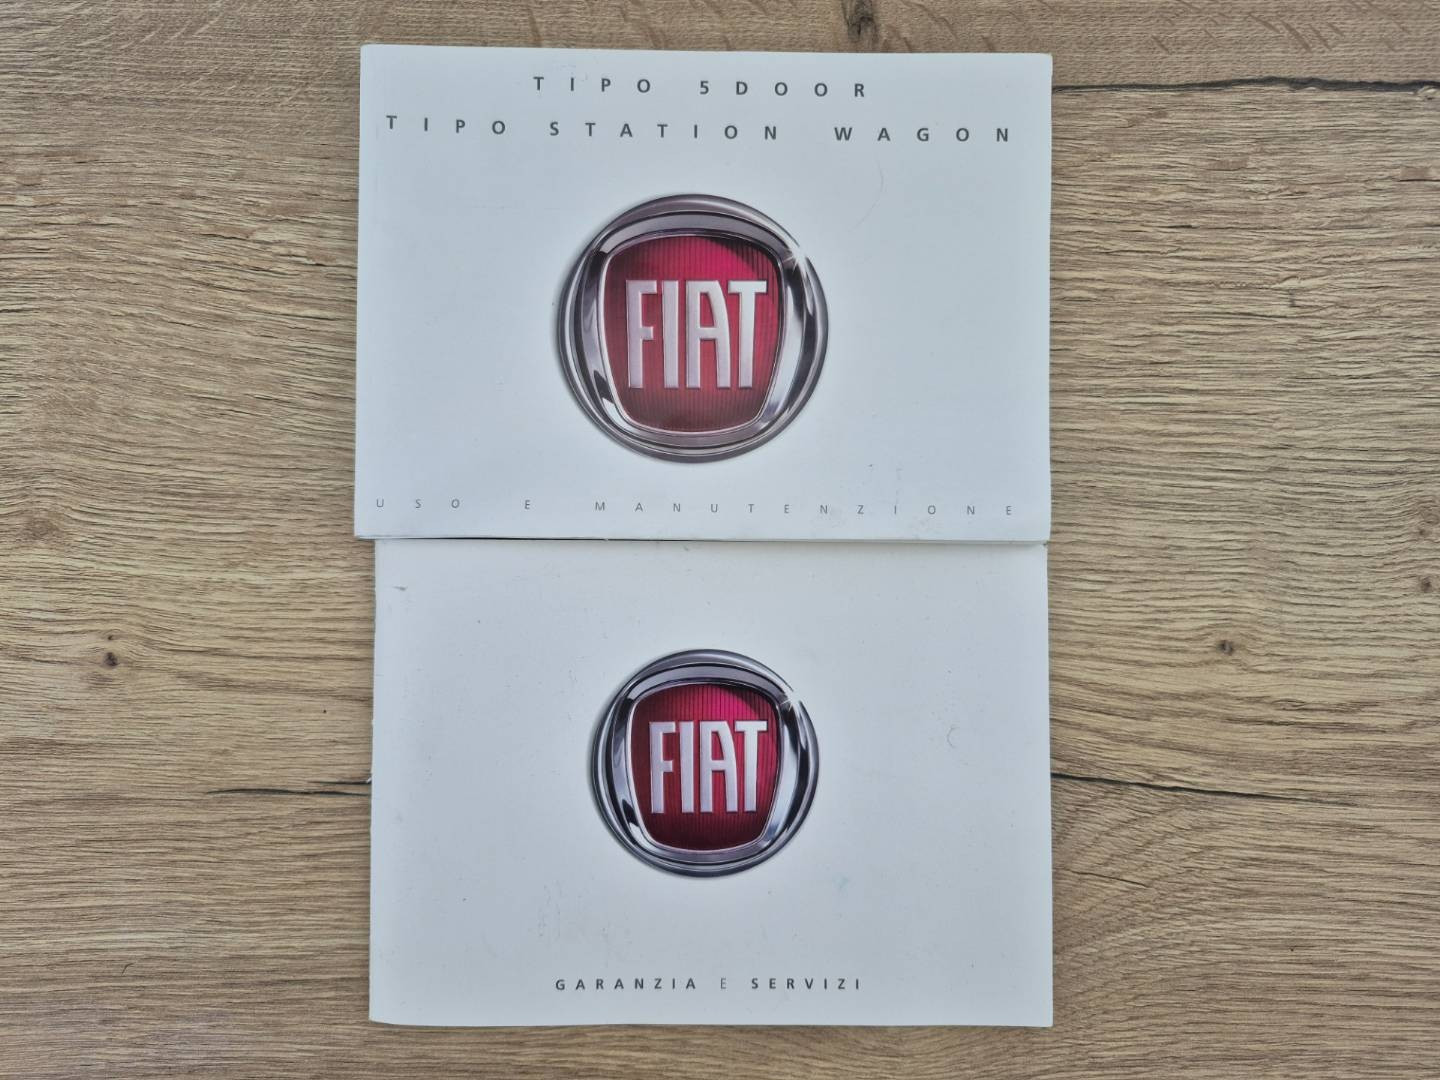 TIPO 5DOOR
TIPO STATION WAGON
FIAT
USO E MANUTENZIONE
FIAT
GARANZIA E SERVIZI